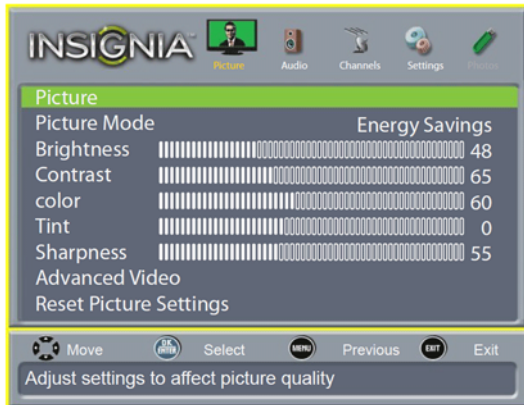 INSIGNIA
Picture Audio Channels Settings Photos
Picture
Picture Mode Energy Savings
Brightness 48
Contrast 65
color 60
Tint 0
Sharpness 55
Advanced Video
Reset Picture Settings
Move OK ENTER Select MENU Previous EXIT Exit
Adjust settings to affect picture quality